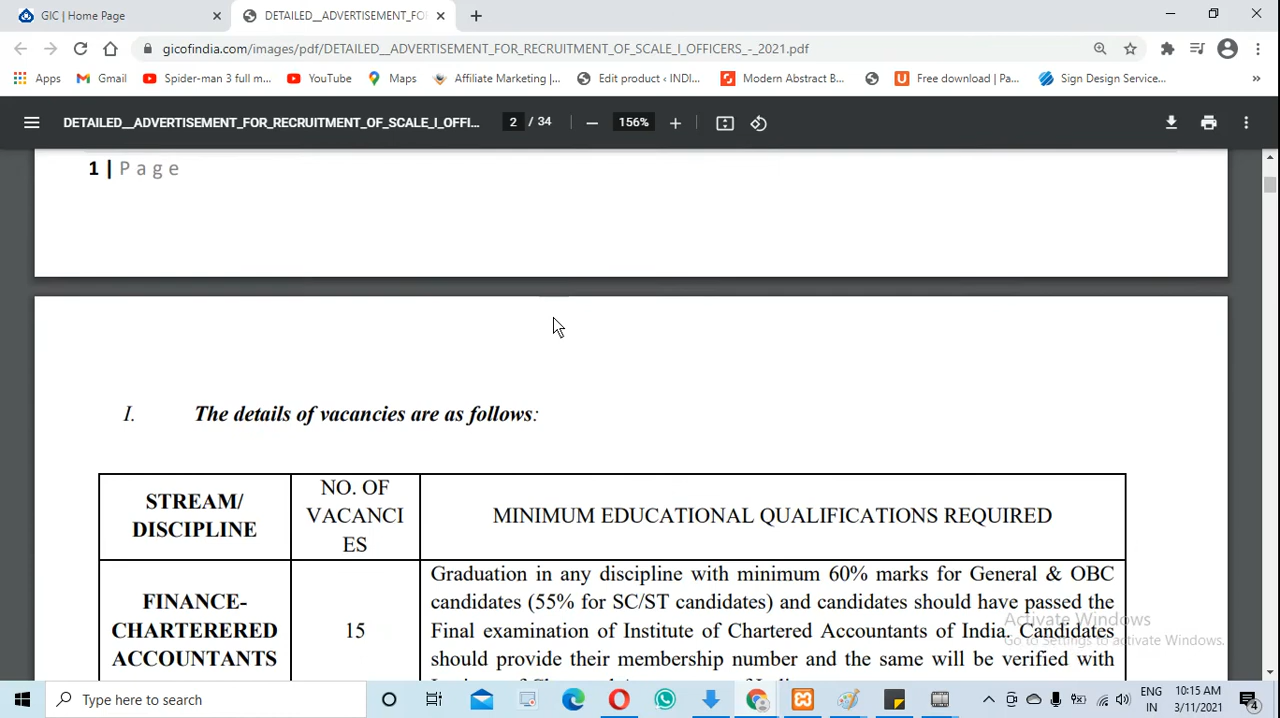 GIC | Home Page
DETAILED__ADVERTISEMENT_FO
gicofindia.com/images/pdf/DETAILED__ADVERTISEMENT_FOR_RECRUITMENT_OF_SCALE_I_OFFICERS_-_2021.pdf
Apps Gmail Spider-man 3 full m... YouTube Maps Affiliate Marketing |... Edit product ‹ INDI... Modern Abstract B... Free download | Pa... Sign Design Service... »
DETAILED__ADVERTISEMENT_FOR_RECRUITMENT_OF_SCALE_I_OFFI... 2 / 34 156%
1 | P a g e
I. The details of vacancies are as follows:
STREAM/
DISCIPLINE
NO. OF
VACANCI
ES
MINIMUM EDUCATIONAL QUALIFICATIONS REQUIRED
FINANCE-
CHARTERERED
ACCOUNTANTS
15
Graduation in any discipline with minimum 60% marks for General & OBC
candidates (55% for SC/ST candidates) and candidates should have passed the
Final examination of Institute of Chartered Accountants of India. Candidates
should provide their membership number and the same will be verified with
Activate Windows
Go to Settings to activate Windows.
Type here to search
ENG
IN
10:15 AM
3/11/2021
4